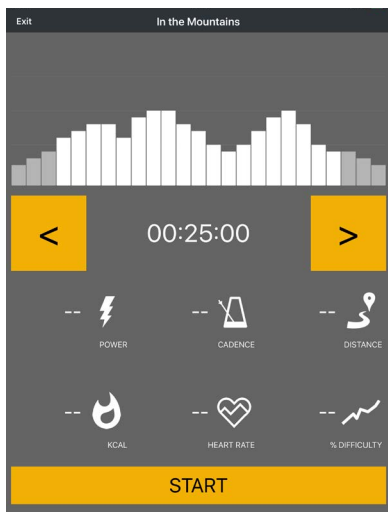 Exit In the Mountains
< 00:25:00 >
-- -- --
POWER CADENCE DISTANCE
-- -- --
KCAL HEART RATE % DIFFICULTY
START